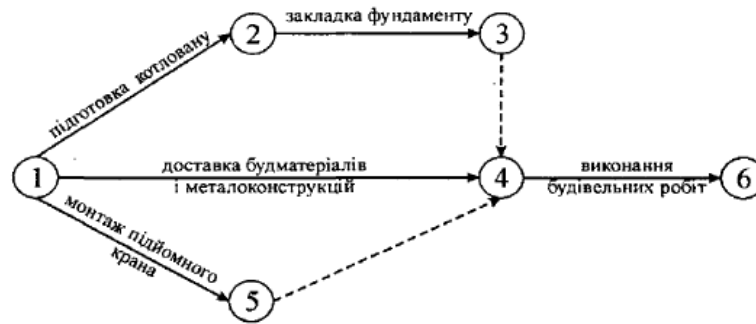 закладка фундаменту
2
3
підготовка котловану
1
доставка будматеріалів
і металоконструкцій
4
виконання
будівельних робіт
6
монтаж підйомного
крана
5